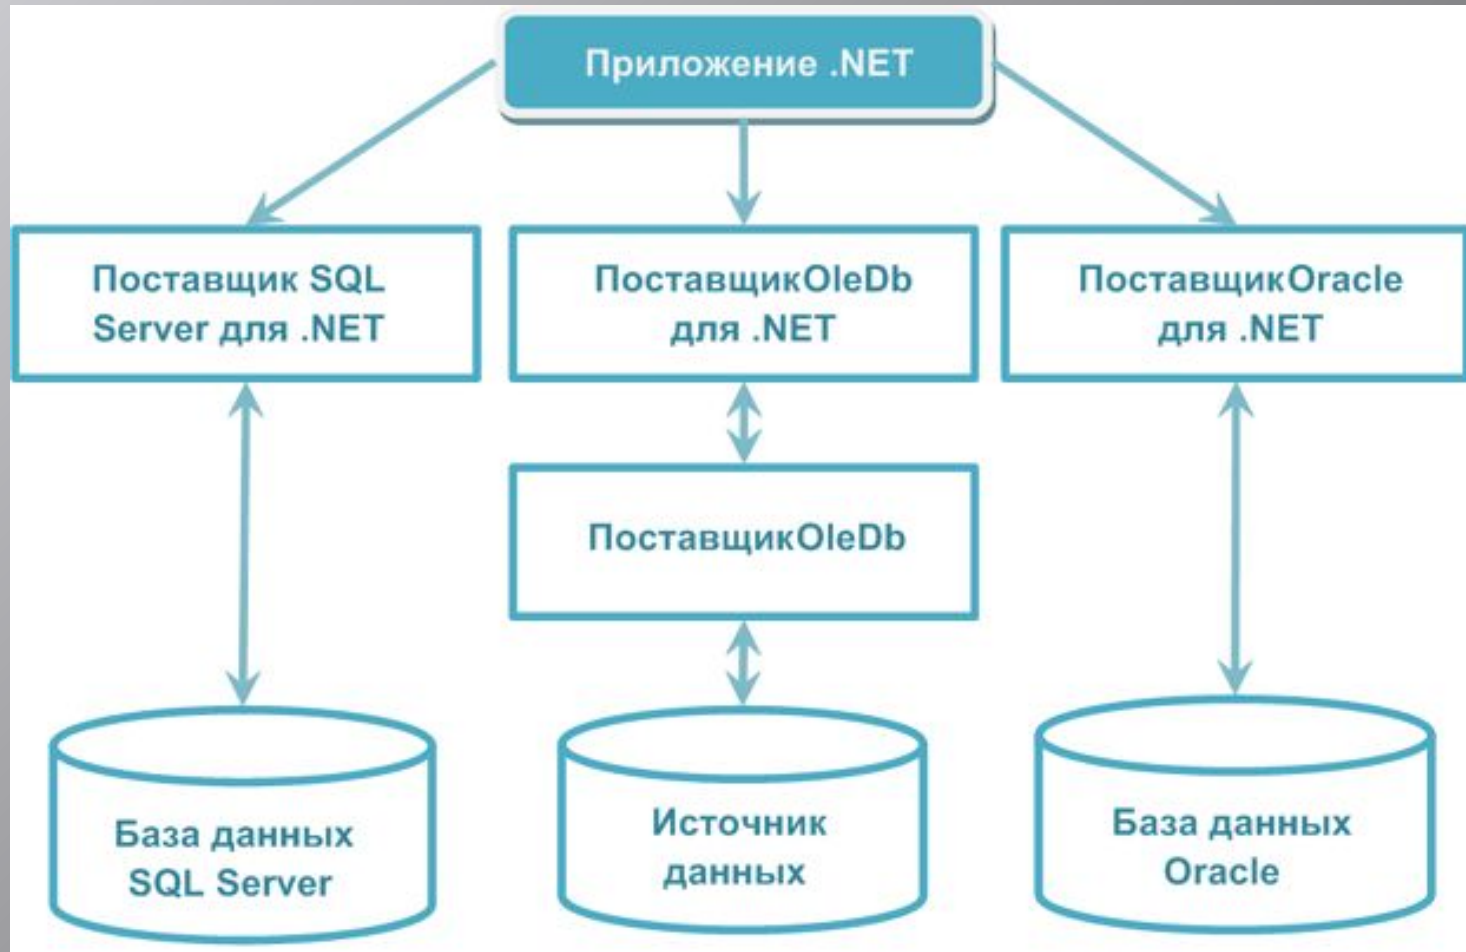 Приложение .NET
Поставщик SQL
Server для .NET
ПоставщикOleDb
для .NET
ПоставщикOracle
для .NET
ПоставщикOleDb
База данных
SQL Server
Источник
данных
База данных
Oracle